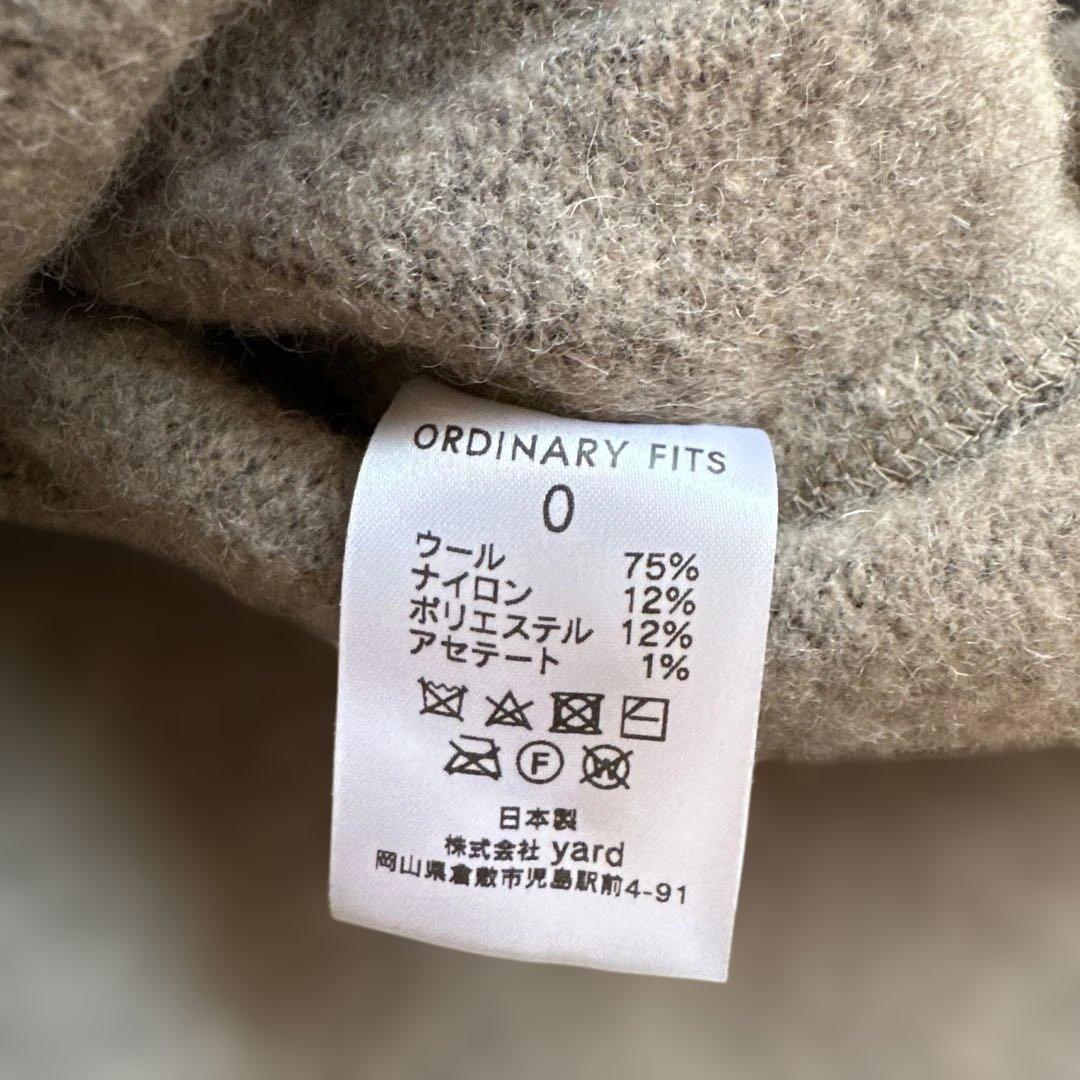 ORDINARY FITS
0
ウール 75%
ナイロン 12%
ポリエステル 12%
アセテート 1%
F W
日本製
株式会社 yard
岡山県倉敷市児島駅前4-91